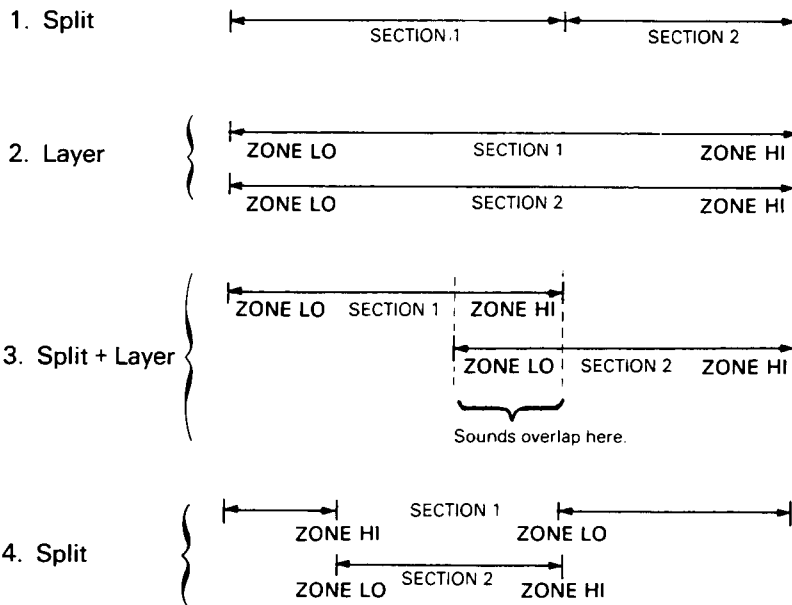 1. Split
SECTION 1 SECTION 2
2. Layer
ZONE LO SECTION 1 ZONE HI
ZONE LO SECTION 2 ZONE HI
3. Split + Layer
ZONE LO SECTION 1 ZONE HI
ZONE LO SECTION 2 ZONE HI
Sounds overlap here.
4. Split
SECTION 1
ZONE HI ZONE LO
SECTION 2
ZONE LO ZONE HI